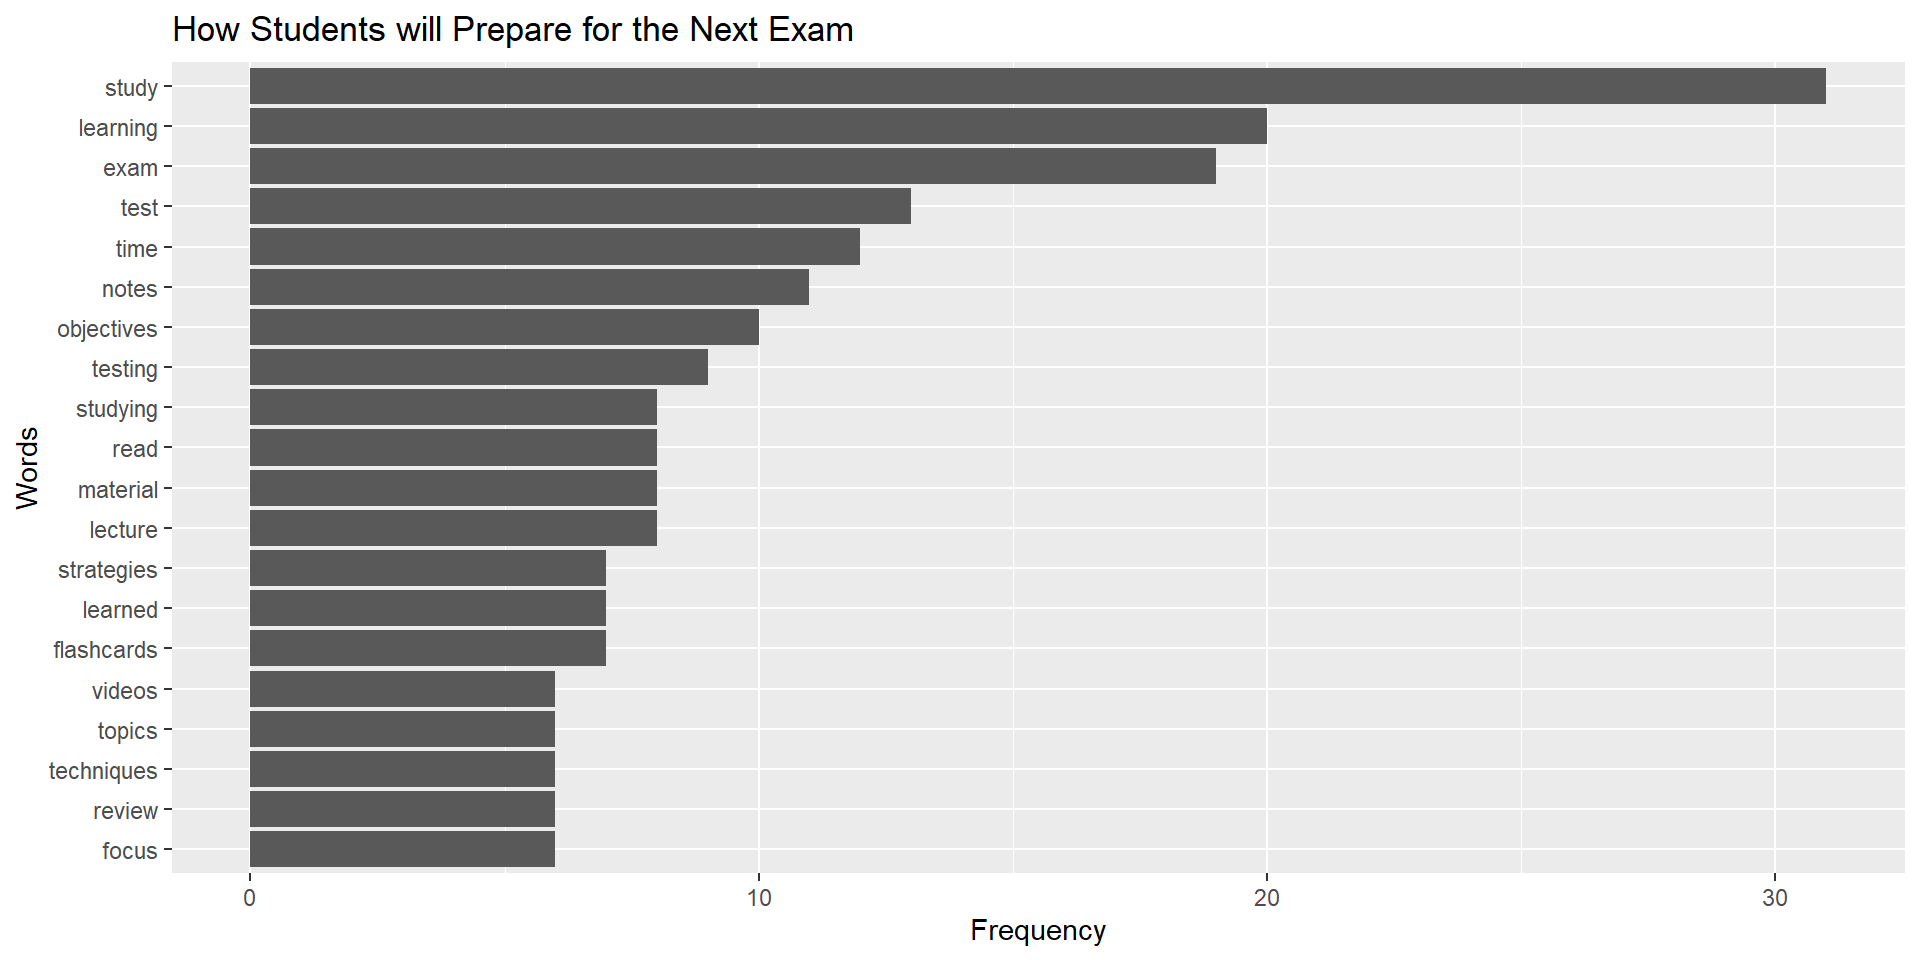 How Students will Prepare for the Next Exam
study
learning
exam
test
time
notes
objectives
testing
studying
read
material
lecture
strategies
learned
flashcards
videos
topics
techniques
review
focus
Words
0 10 20 30
Frequency